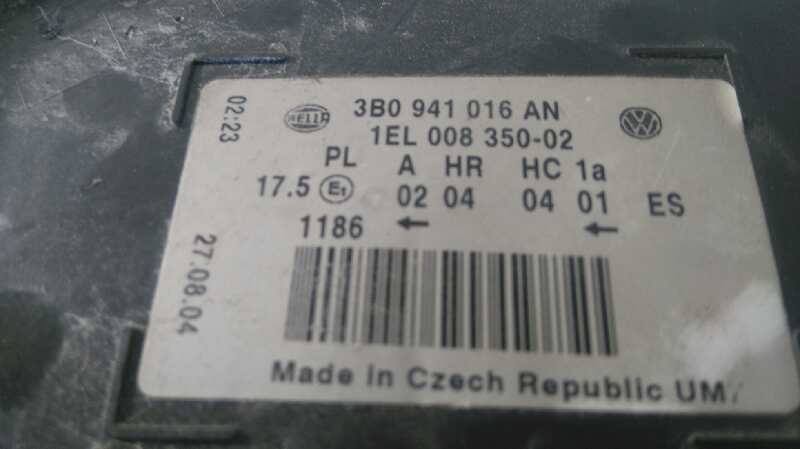 02:23
27.08.04
HELLA 3B0 941 016 AN
1EL 008 350-02
PL A HR HC 1a
17.5 E1 02 04 04 01 ES
1186 ← ←
Made in Czech Republic UM